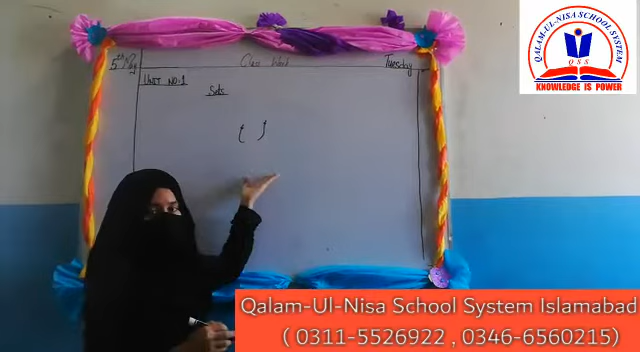 5th May
Class Work
Tuesday
UNIT NO:1
Sets
{ }
QALAM-UL-NISA SCHOOL SYSTEM
QSS
KNOWLEDGE IS POWER
Qalam-Ul-Nisa School System Islamabad
( 0311-5526922 , 0346-6560215)